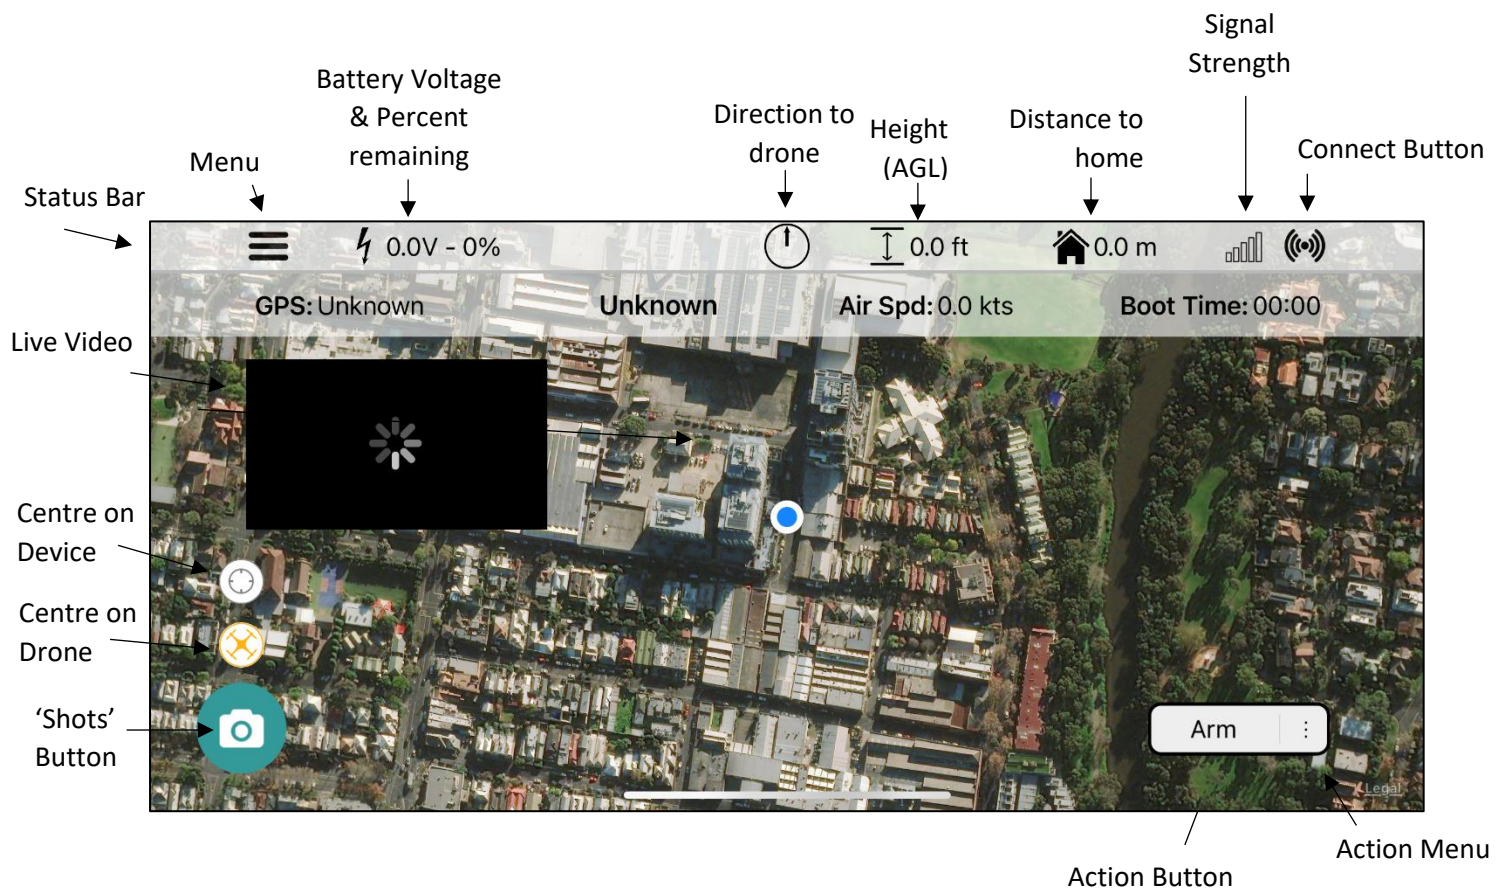 Signal
Strength
Battery Voltage
& Percent
remaining
Direction to
drone
Height
(AGL)
Distance to
home
Connect Button
Menu
Status Bar
0.0V - 0%
0.0 ft
0.0 m
GPS: Unknown
Unknown
Air Spd: 0.0 kts
Boot Time: 00:00
Live Video
Centre on
Device
Centre on
Drone
‘Shots’
Button
Arm
Legal
Action Menu
Action Button